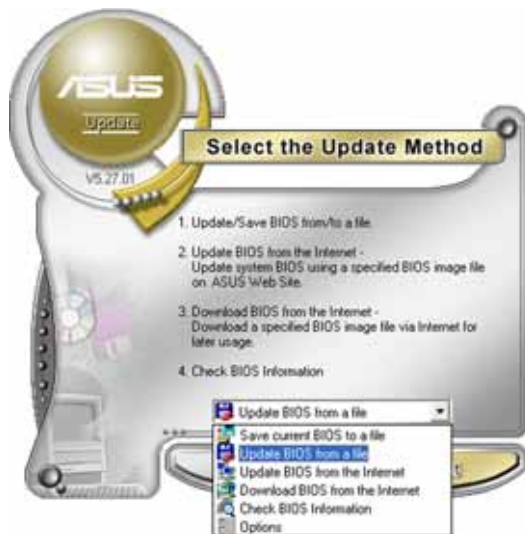 ASUS
Update
V5.27.01
Select the Update Method
1. Update/Save BIOS from/to a file.
2. Update BIOS from the Internet -
Update system BIOS using a specified BIOS image file
on ASUS Web Site.
3. Download BIOS from the Internet -
Download a specified BIOS image file via Internet for
later usage.
4. Check BIOS Information
Update BIOS from a file
Save current BIOS to a file
Update BIOS from a file
Update BIOS from the Internet
Download BIOS from the Internet
Check BIOS Information
Options